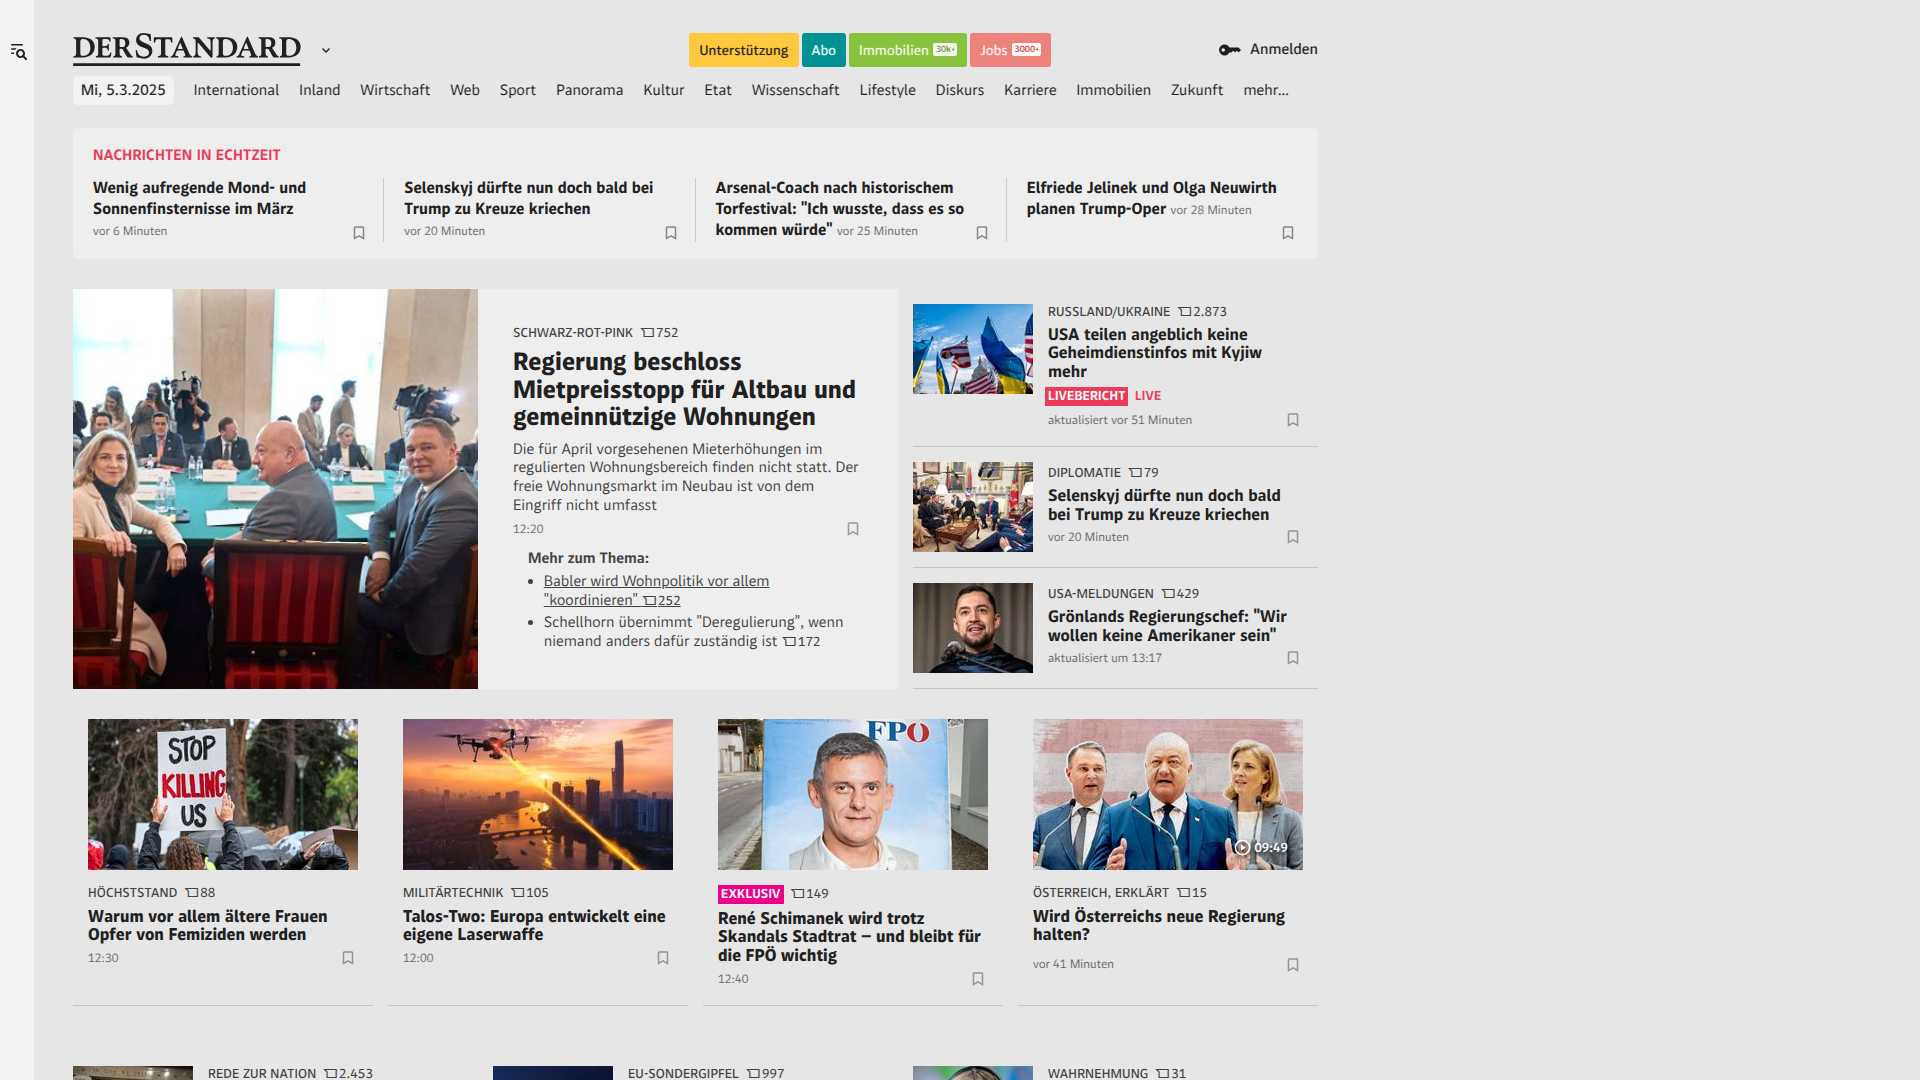 DERSTANDARD
Unterstützung
Abo
Immobilien 30k+
Jobs 3000+
Anmelden
Mi, 5.3.2025
International
Inland
Wirtschaft
Web
Sport
Panorama
Kultur
Etat
Wissenschaft
Lifestyle
Diskurs
Karriere
Immobilien
Zukunft
mehr...
NACHRICHTEN IN ECHTZEIT
Wenig aufregende Mond- und
Sonnenfinsternisse im März
vor 6 Minuten
Selenskyj dürfte nun doch bald bei
Trump zu Kreuze kriechen
vor 20 Minuten
Arsenal-Coach nach historischem
Torfestival: "Ich wusste, dass es so
kommen würde" vor 25 Minuten
Elfriede Jelinek und Olga Neuwirth
planen Trump-Oper vor 28 Minuten
SCHWARZ-ROT-PINK 752
Regierung beschloss
Mietpreisstopp für Altbau und
gemeinnützige Wohnungen
Die für April vorgesehenen Mieterhöhungen im
regulierten Wohnungsbereich finden nicht statt. Der
freie Wohnungsmarkt im Neubau ist von dem
Eingriff nicht umfasst
12:20
Mehr zum Thema:
Babler wird Wohnpolitik vor allem
"koordinieren" 252
Schellhorn übernimmt "Deregulierung", wenn
niemand anders dafür zuständig ist 172
RUSSLAND/UKRAINE 2.873
USA teilen angeblich keine
Geheimdienstinfos mit Kyjiw
mehr
LIVEBERICHT LIVE
aktualisiert vor 51 Minuten
DIPLOMATIE 79
Selenskyj dürfte nun doch bald
bei Trump zu Kreuze kriechen
vor 20 Minuten
USA-MELDUNGEN 429
Grönlands Regierungschef: "Wir
wollen keine Amerikaner sein"
aktualisiert um 13:17
STOP
KILLING
US
HÖCHSTSTAND 88
Warum vor allem ältere Frauen
Opfer von Femiziden werden
12:30
MILITÄRTECHNIK 105
Talos-Two: Europa entwickelt eine
eigene Laserwaffe
12:00
FPÖ
EXKLUSIV 149
René Schimanek wird trotz
Skandals Stadtrat – und bleibt für
die FPÖ wichtig
12:40
09:49
ÖSTERREICH, ERKLÄRT 15
Wird Österreichs neue Regierung
halten?
vor 41 Minuten
REDE ZUR NATION 2.453
EU-SONDERGIPFEL 997
WAHRNEHMUNG 31